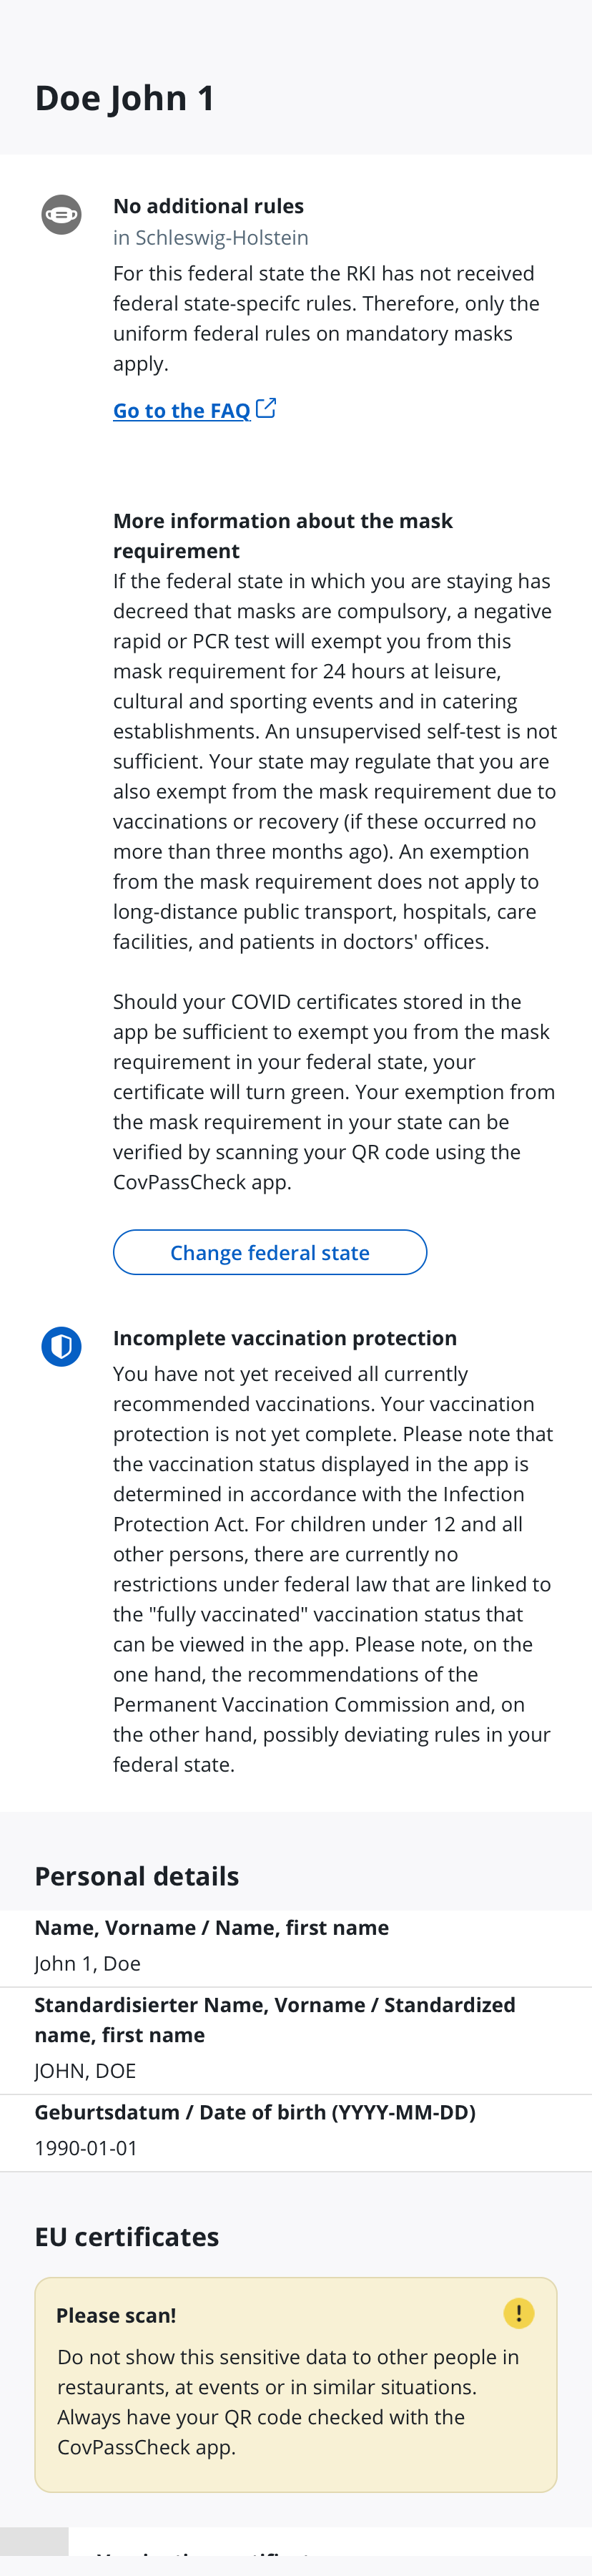 Doe John 1
No additional rules
in Schleswig-Holstein
For this federal state the RKI has not received
federal state-specifc rules. Therefore, only the
uniform federal rules on mandatory masks
apply.
Go to the FAQ
More information about the mask
requirement
If the federal state in which you are staying has
decreed that masks are compulsory, a negative
rapid or PCR test will exempt you from this
mask requirement for 24 hours at leisure,
cultural and sporting events and in catering
establishments. An unsupervised self-test is not
sufficient. Your state may regulate that you are
also exempt from the mask requirement due to
vaccinations or recovery (if these occurred no
more than three months ago). An exemption
from the mask requirement does not apply to
long-distance public transport, hospitals, care
facilities, and patients in doctors' offices.
Should your COVID certificates stored in the
app be sufficient to exempt you from the mask
requirement in your federal state, your
certificate will turn green. Your exemption from
the mask requirement in your state can be
verified by scanning your QR code using the
CovPassCheck app.
Change federal state
Incomplete vaccination protection
You have not yet received all currently
recommended vaccinations. Your vaccination
protection is not yet complete. Please note that
the vaccination status displayed in the app is
determined in accordance with the Infection
Protection Act. For children under 12 and all
other persons, there are currently no
restrictions under federal law that are linked to
the "fully vaccinated" vaccination status that
can be viewed in the app. Please note, on the
one hand, the recommendations of the
Permanent Vaccination Commission and, on
the other hand, possibly deviating rules in your
federal state.
Personal details
Name, Vorname / Name, first name
John 1, Doe
Standardisierter Name, Vorname / Standardized
name, first name
JOHN, DOE
Geburtsdatum / Date of birth (YYYY-MM-DD)
1990-01-01
EU certificates
Please scan!
Do not show this sensitive data to other people in
restaurants, at events or in similar situations.
Always have your QR code checked with the
CovPassCheck app.